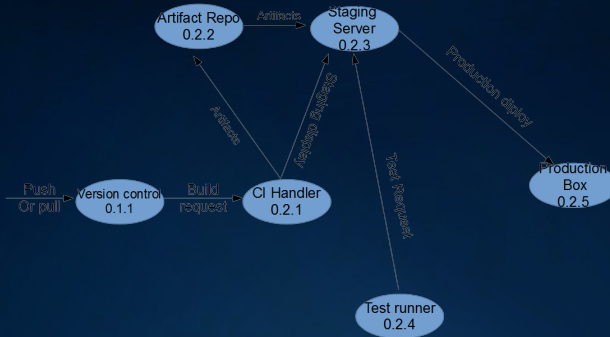 Artifact Repo
0.2.2
Artifacts
Staging
Server
0.2.3
Production diploy
Artifacts
Staging display
Test Request
Production
Box
0.2.5
Push
Or pull
Version control
0.1.1
Build
request
CI Handler
0.2.1
Test runner
0.2.4